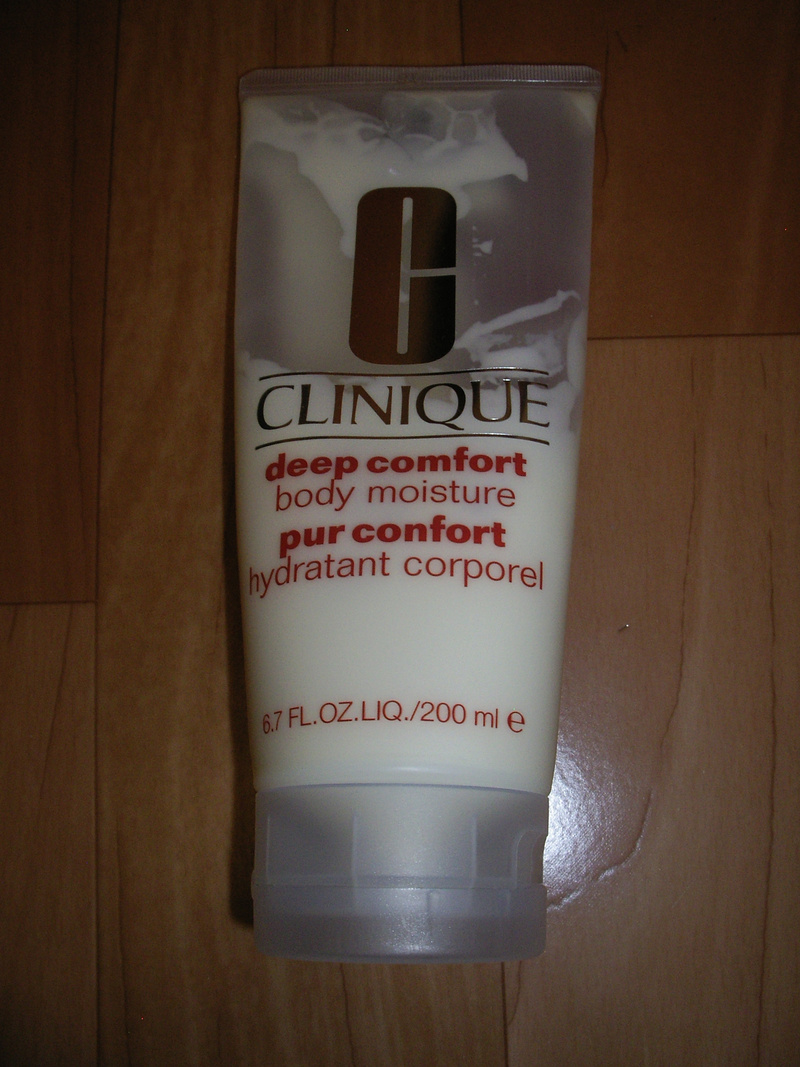 C
CLINIQUE
deep comfort
body moisture
pur confort
hydratant corporel
6.7 FL.OZ.LIQ./200 ml ℮